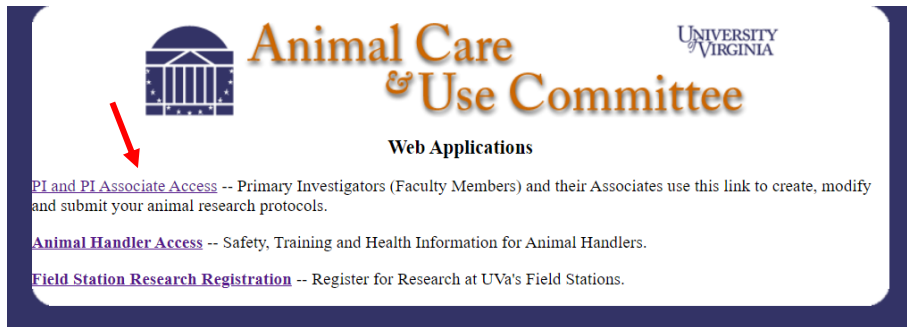 Animal Care
& Use Committee
UNIVERSITY
of VIRGINIA
Web Applications
PI and PI Associate Access -- Primary Investigators (Faculty Members) and their Associates use this link to create, modify
and submit your animal research protocols.
Animal Handler Access -- Safety, Training and Health Information for Animal Handlers.
Field Station Research Registration -- Register for Research at UVa's Field Stations.